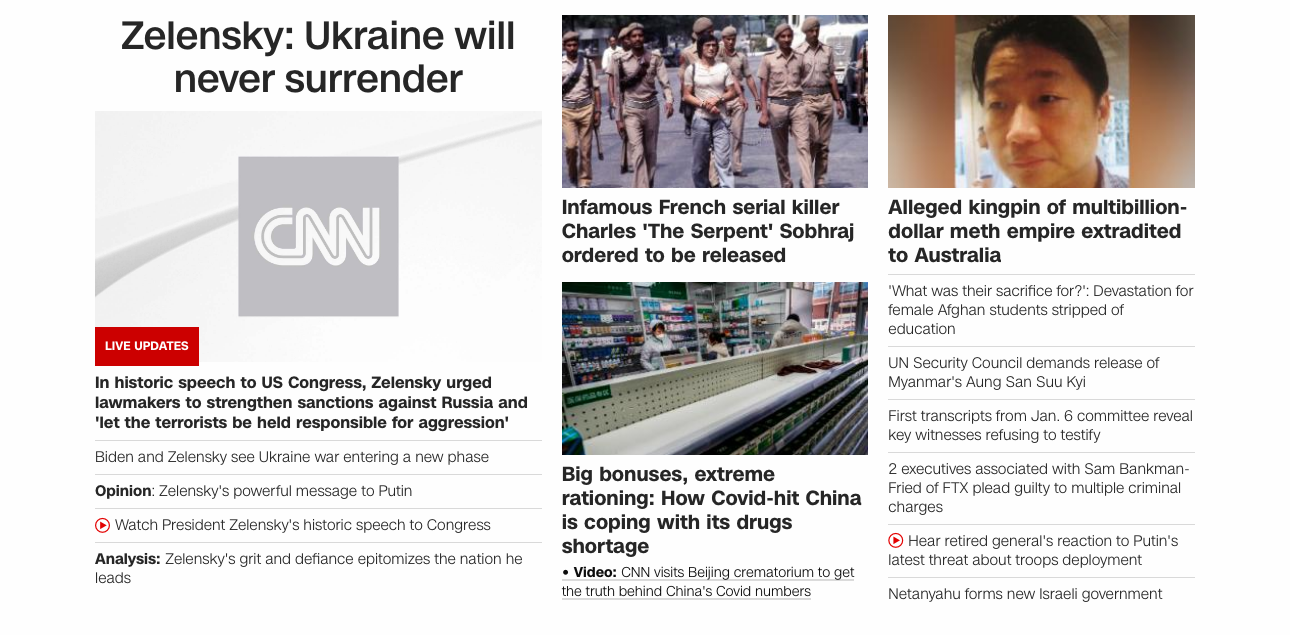 Zelensky: Ukraine will
never surrender
CNN
LIVE UPDATES
In historic speech to US Congress, Zelensky urged
lawmakers to strengthen sanctions against Russia and
'let the terrorists be held responsible for aggression'
Biden and Zelensky see Ukraine war entering a new phase
Opinion: Zelensky's powerful message to Putin
Watch President Zelensky's historic speech to Congress
Analysis: Zelensky's grit and defiance epitomizes the nation he
leads
Infamous French serial killer
Charles 'The Serpent' Sobhraj
ordered to be released
Big bonuses, extreme
rationing: How Covid-hit China
is coping with its drugs
shortage
• Video: CNN visits Beijing crematorium to get
the truth behind China's Covid numbers
Alleged kingpin of multibillion-
dollar meth empire extradited
to Australia
'What was their sacrifice for?': Devastation for
female Afghan students stripped of
education
UN Security Council demands release of
Myanmar's Aung San Suu Kyi
First transcripts from Jan. 6 committee reveal
key witnesses refusing to testify
2 executives associated with Sam Bankman-
Fried of FTX plead guilty to multiple criminal
charges
Hear retired general's reaction to Putin's
latest threat about troops deployment
Netanyahu forms new Israeli government